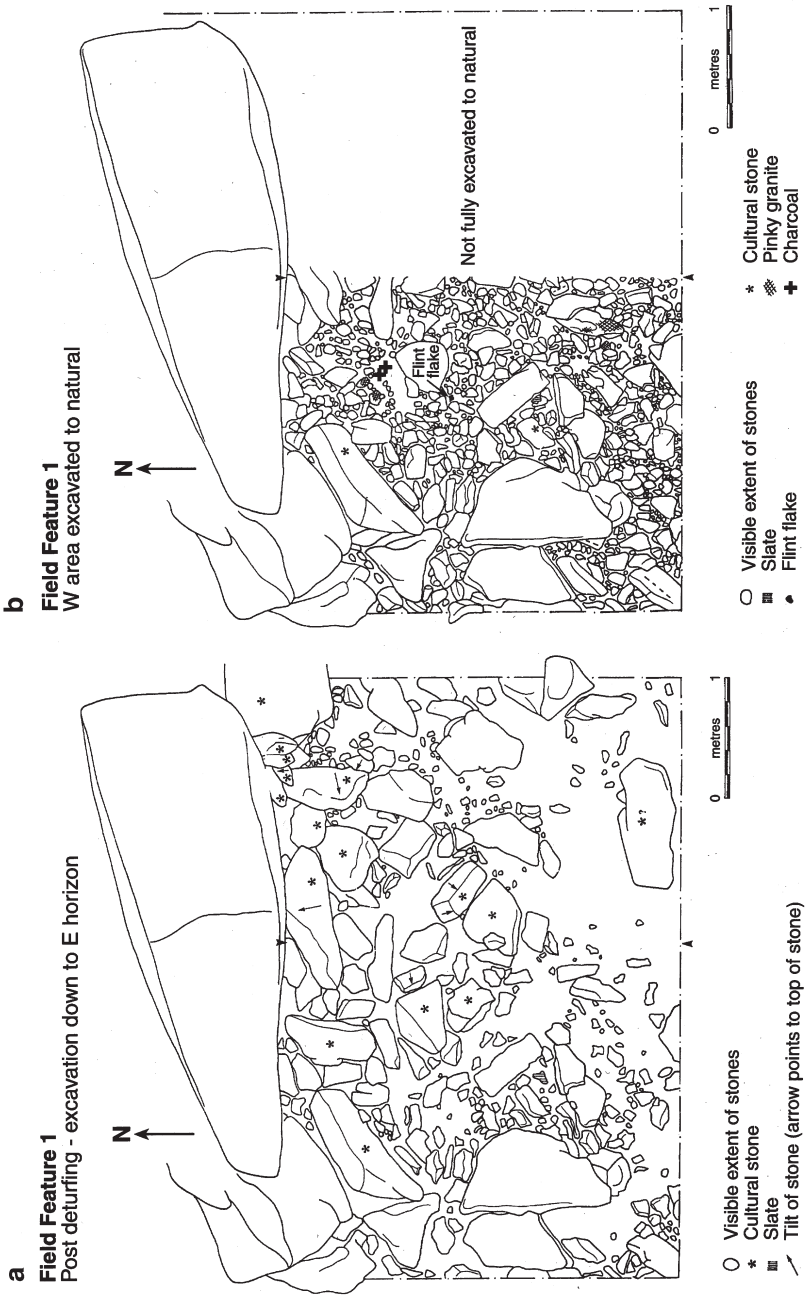 a
Field Feature 1
Post deturfing - excavation down to E horizon
N
*
*
*
*
*
*
*
*
*
*
*
*
*
*?
0 metres 1
Visible extent of stones
* Cultural stone
Slate
Tilt of stone (arrow points to top of stone)
b
Field Feature 1
W area excavated to natural
N
Flint
flake
Not fully excavated to natural
*
*
0 metres 1
Visible extent of stones
Slate
Flint flake
* Cultural stone
Pinky granite
Charcoal